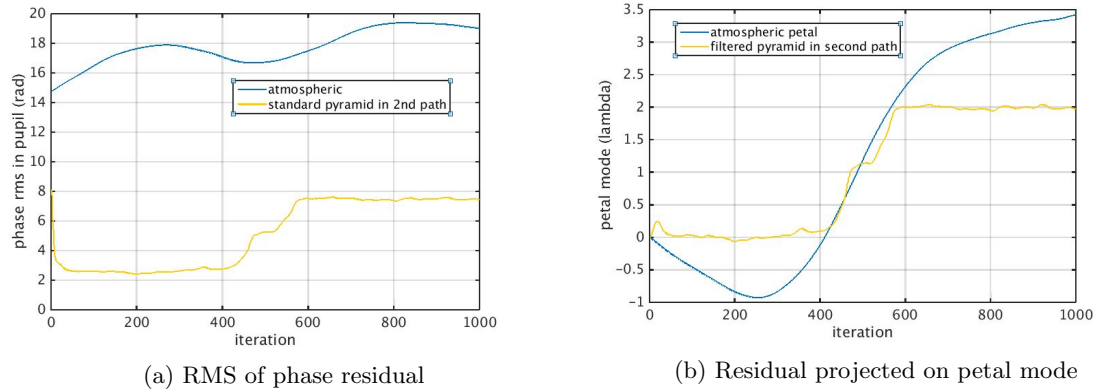 20
18
16
14
12
10
8
6
4
2
0
phase rms in pupil (rad)
atmospheric
standard pyramid in 2nd path
0 200 400 600 800 1000
iteration
(a) RMS of phase residual
3.5
3
2.5
2
1.5
1
0.5
0
−0.5
−1
petal mode (lambda)
atmospheric petal
filtered pyramid in second path
0 200 400 600 800 1000
iteration
(b) Residual projected on petal mode